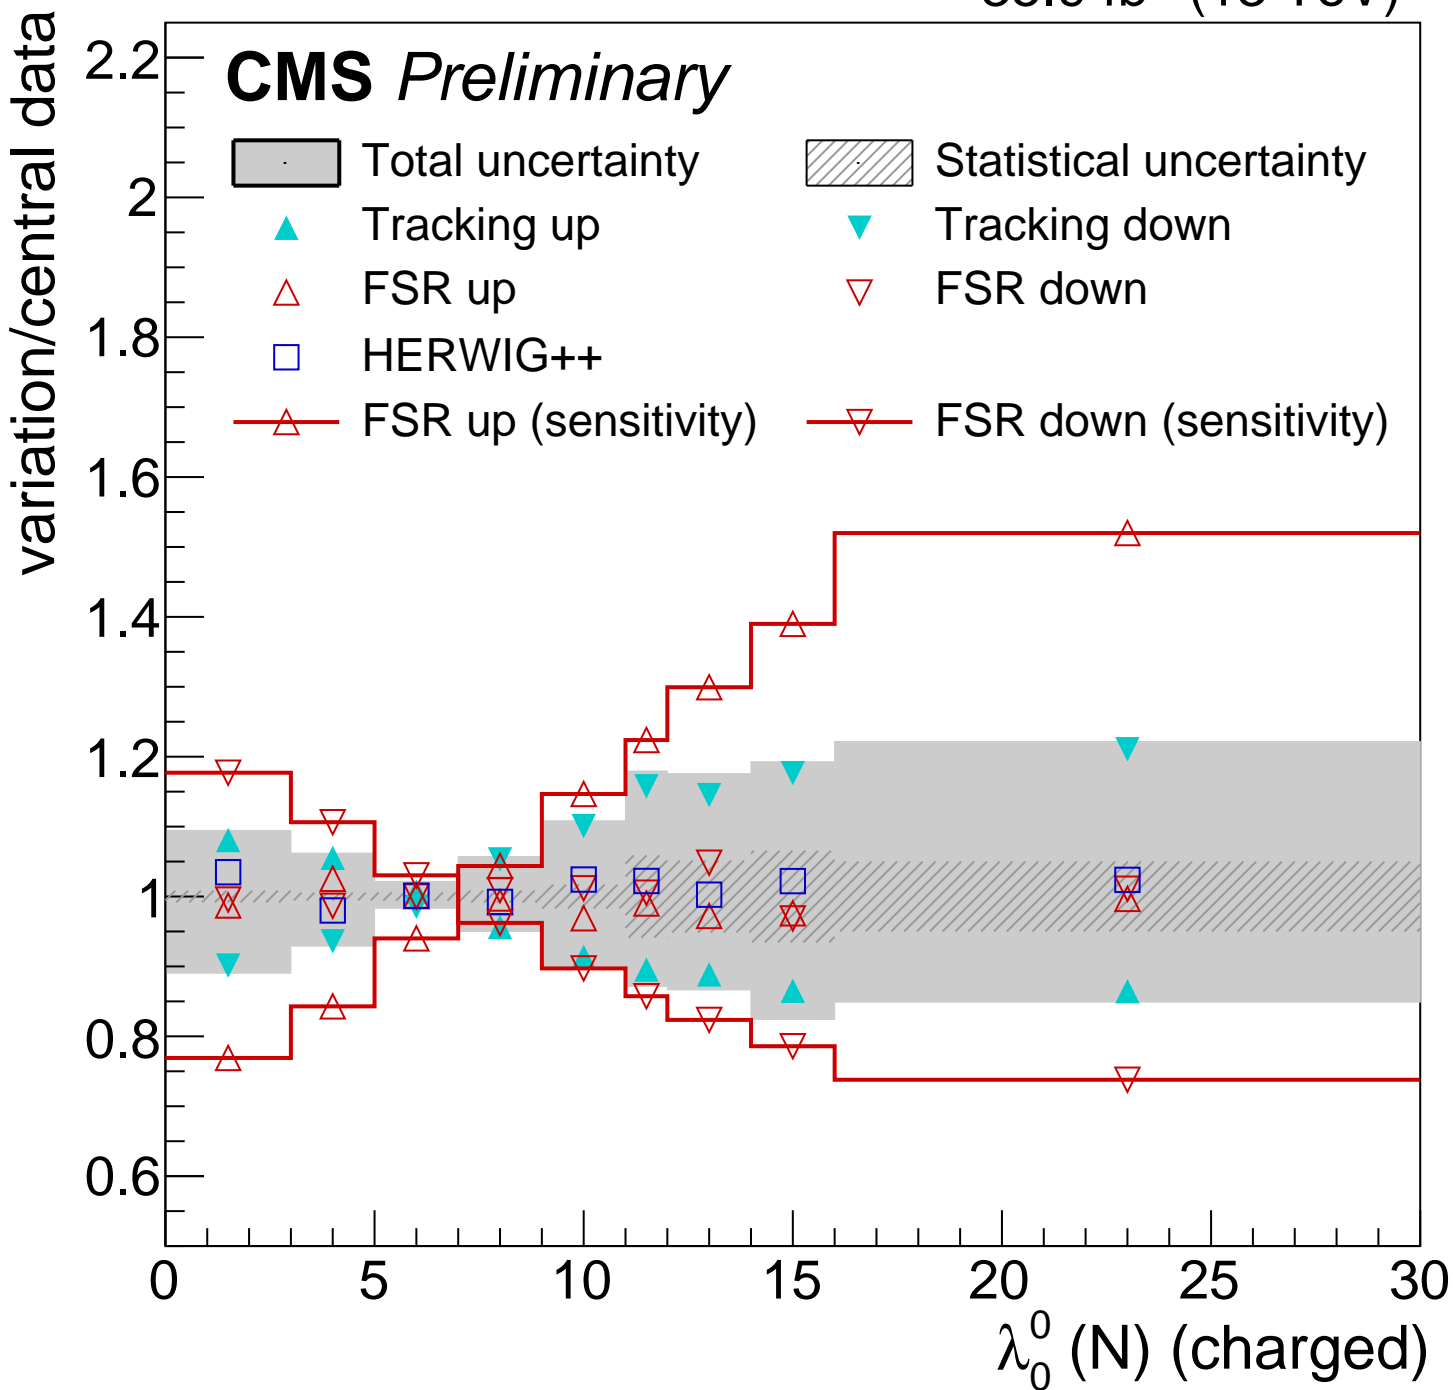 (13 TeV)
variation/central data
CMS Preliminary
Total uncertainty
Statistical uncertainty
Tracking up
Tracking down
FSR up
FSR down
HERWIG++
FSR up (sensitivity)
FSR down (sensitivity)
2.2
2
1.8
1.6
1.4
1.2
1
0.8
0.6
0
5
10
15
20
25
30
λ₀⁰ (N) (charged)